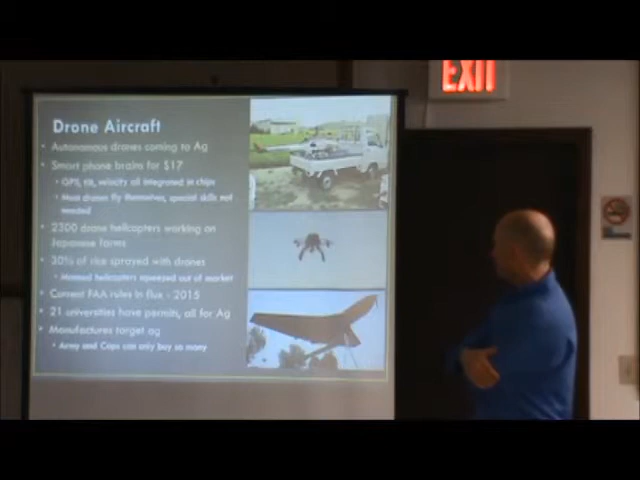 EXIT
Drone Aircraft
Autonomous drones coming to Ag
Smart phone brains for $17
GPS, tilt, velocity all integrated in chips
Most drones fly themselves, special skills not
needed
2300 drone helicopters working on
Japanese farms
30% of rice sprayed with drones
Manned helicopters squeezed out of market
Current FAA rules in flux - 2015
21 universities have permits, all for Ag
Manufactures target ag
Army and Cops can only buy so many